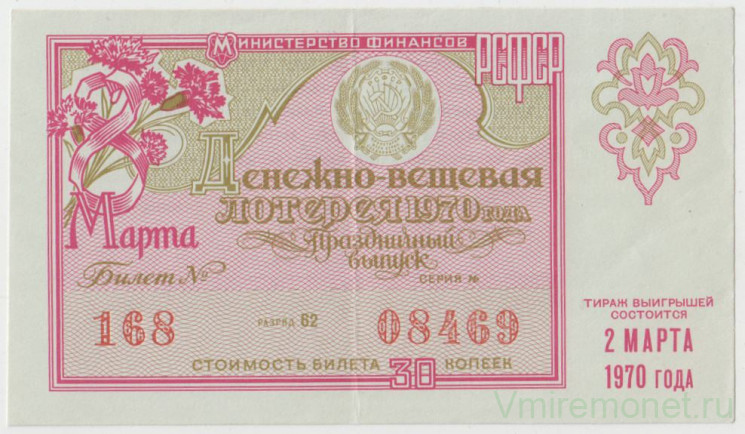 Министерство финансов
РСФСР
8 Марта
Денежно-вещевая
лотерея 1970 года
Праздничный
выпуск
Билет №
СЕРИЯ №
168 РАЗРЯД 62 08469
СТОИМОСТЬ БИЛЕТА 30 КОПЕЕК
ТИРАЖ ВЫИГРЫШЕЙ
СОСТОИТСЯ
2 МАРТА
1970 ГОДА
Vmiremonet.ru